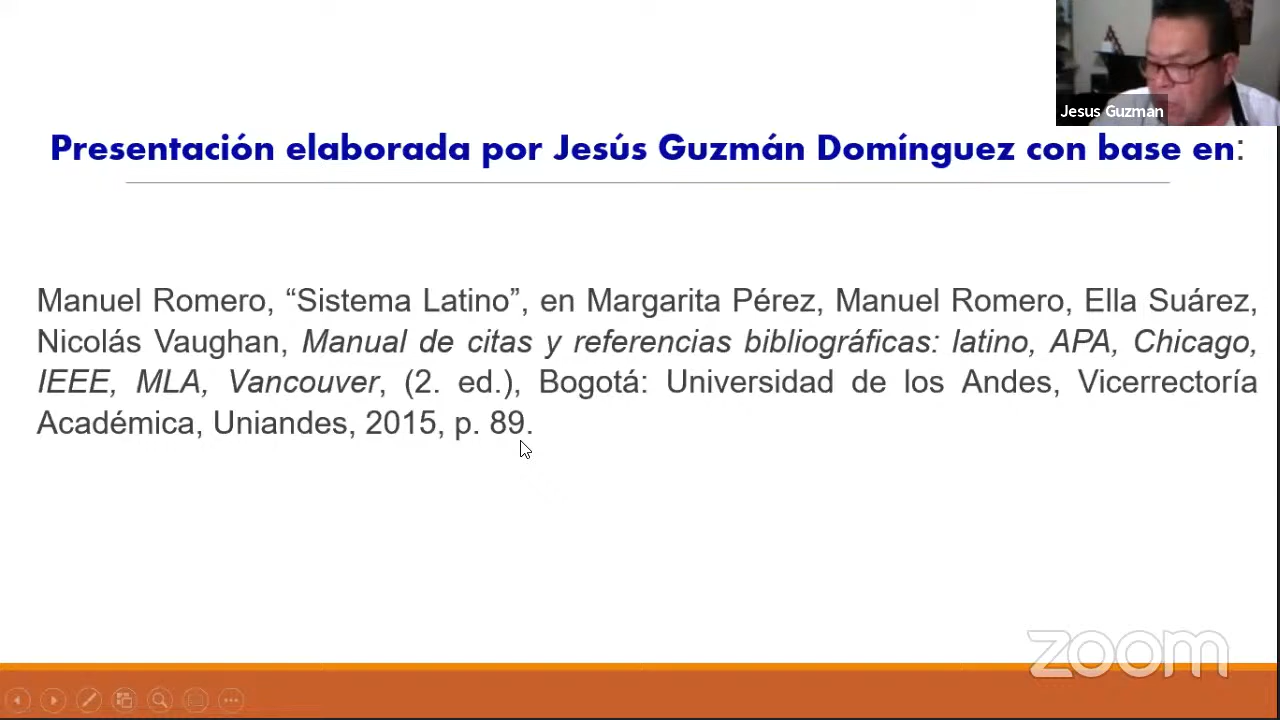 Jesus Guzman
Presentación elaborada por Jesús Guzmán Domínguez con base en:
Manuel Romero, “Sistema Latino”, en Margarita Pérez, Manuel Romero, Ella Suárez,
Nicolás Vaughan, Manual de citas y referencias bibliográficas: latino, APA, Chicago,
IEEE, MLA, Vancouver, (2. ed.), Bogotá: Universidad de los Andes, Vicerrectoría
Académica, Uniandes, 2015, p. 89.
zoom